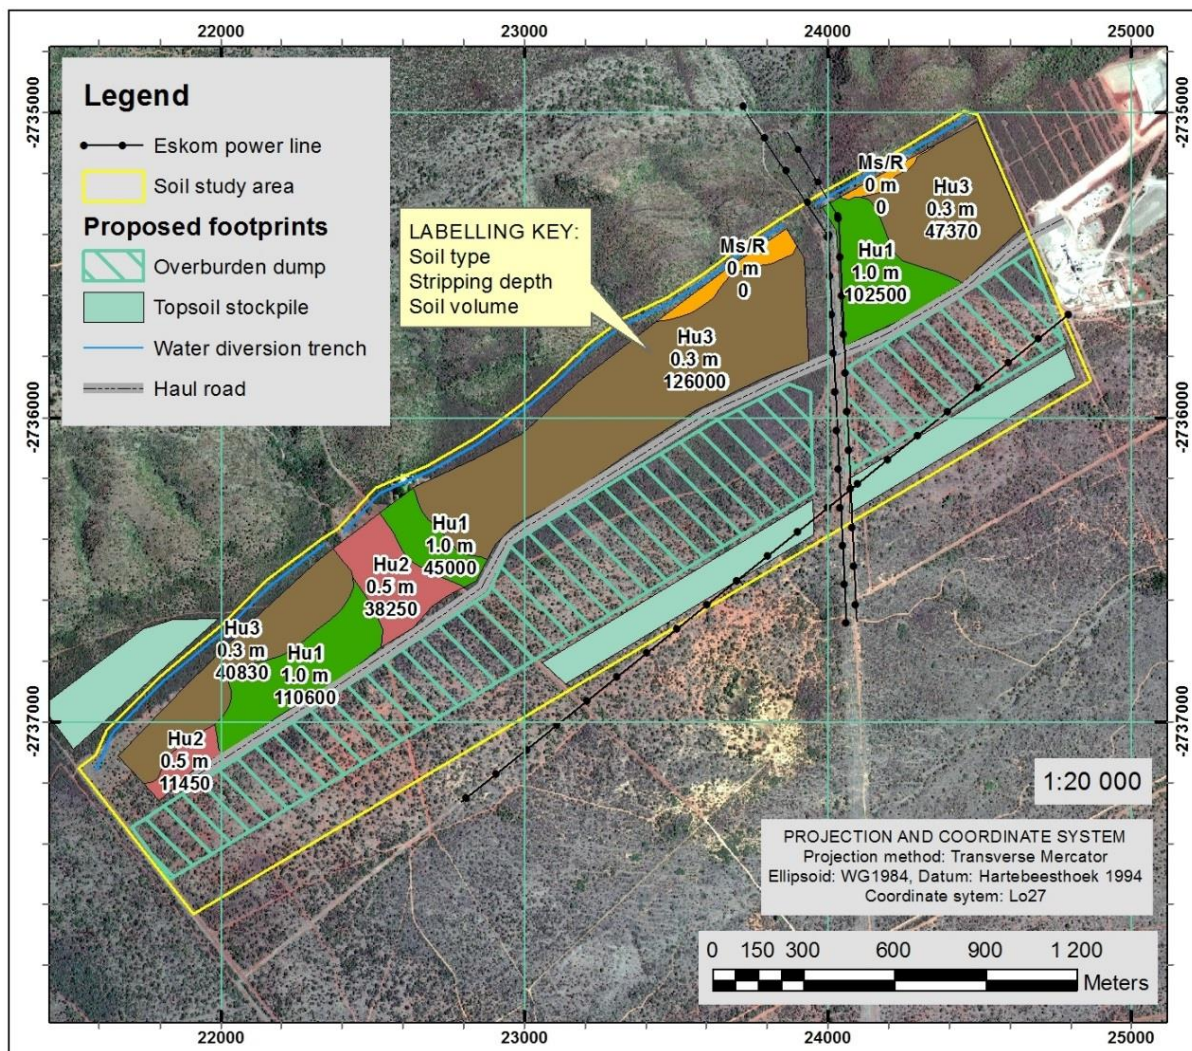 22000 23000 24000 25000
-2735000
-2735000
-2736000
-2736000
-2737000
-2737000
Legend
Eskom power line
Soil study area
Proposed footprints
Overburden dump
Topsoil stockpile
Water diversion trench
Haul road
LABELLING KEY:
Soil type
Stripping depth
Soil volume
Ms/R
0 m
0
Hu3
0.3 m
47370
Hu1
1.0 m
102500
Ms/R
0 m
0
Hu3
0.3 m
126000
Hu1
1.0 m
45000
Hu2
0.5 m
38250
Hu3
0.3 m
40830
Hu1
1.0 m
110600
Hu2
0.5 m
11450
1:20 000
PROJECTION AND COORDINATE SYSTEM
Projection method: Transverse Mercator
Ellipsoid: WG1984, Datum: Hartebeesthoek 1994
Coordinate sytem: Lo27
0 150 300 600 900 1 200
Meters
22000 23000 24000 25000